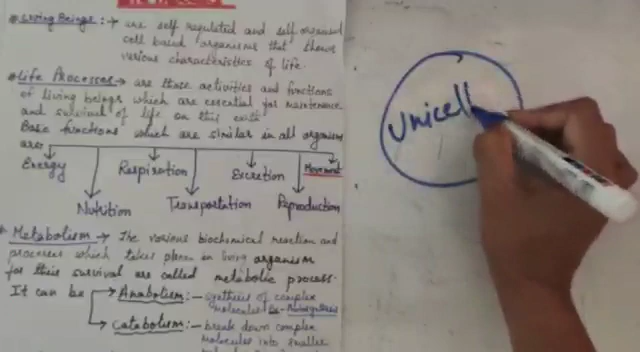 * Living Beings :→ are self regulated and self organised
cell based organisms that shows
various characteristics of life.
* Life Processes → are those activities and functions
of living beings which are essential for maintenance
and survival of life on this earth
Basic functions which are similar in all organism
are:
Energy Respiration Excretion Movement
Nutrition Transportation Reproduction
* Metabolism → The various biochemical reaction and
processes which takes place in living organism
for their survival are called metabolic process.
It can be Anabolism :- synthesis of complex
molecules
Catabolism :- break down complex
molecules into smaller
Unicell